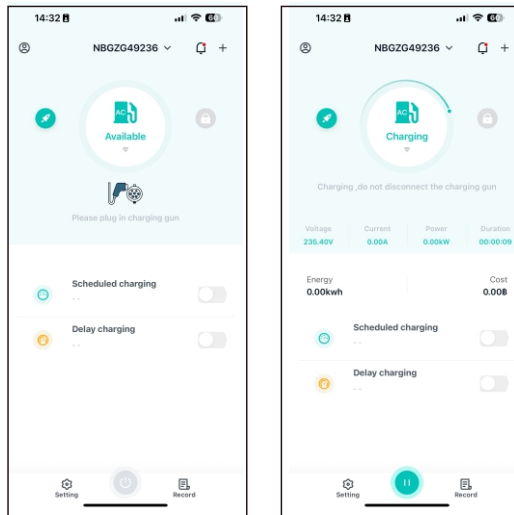 14:32
60
NBGZG49236
AC
Available
Please plug in charging gun
Scheduled charging
--
Delay charging
--
Setting
Record
14:32
60
NBGZG49236
AC
Charging
Charging ,do not disconnect the charging gun
Voltage Current Power Duration
235.40V 0.00A 0.00kW 00:00:09
Energy Cost
0.00kwh 0.00฿
Scheduled charging
--
Delay charging
--
Setting
Record